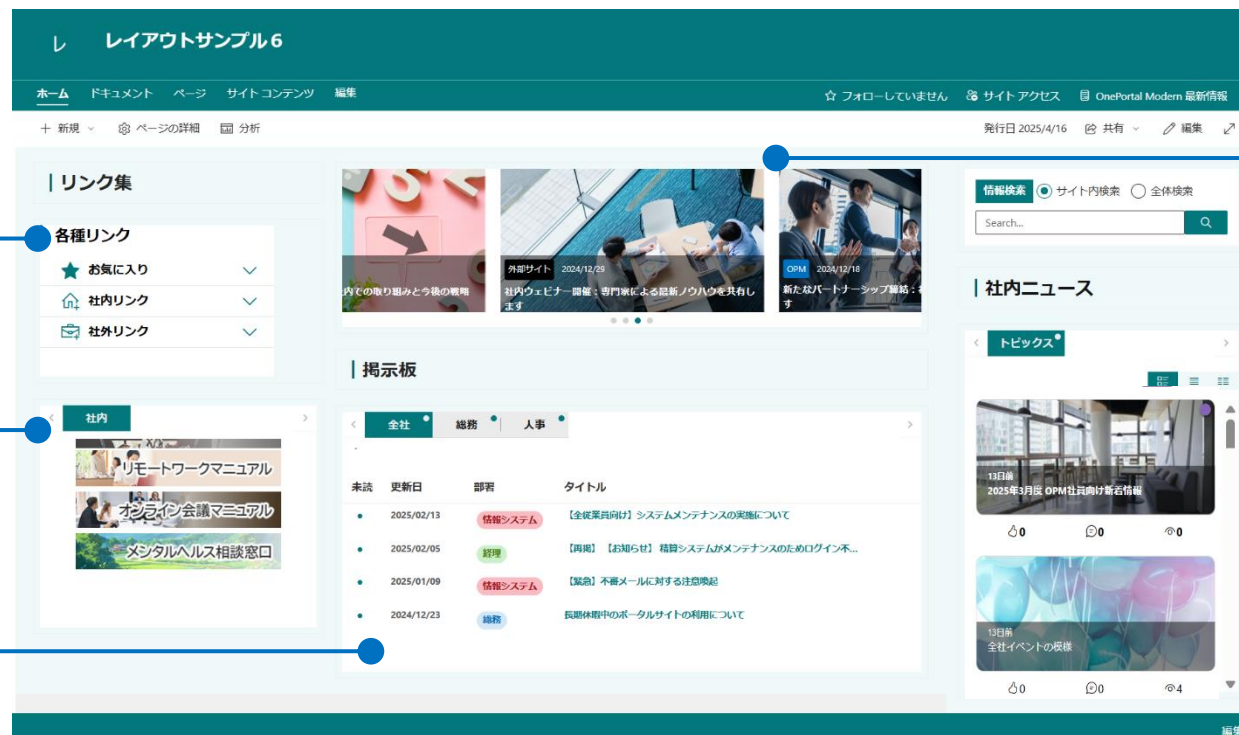 レ レイアウトサンプル6
ホーム ドキュメント ページ サイト コンテンツ 編集
☆ フォローしていません サイト アクセス OnePortal Modern 最新情報
+ 新規 ページの詳細 分析
発行日 2025/4/16 共有 編集
リンク集
各種リンク
お気に入り
社内リンク
社外リンク
社内
リモートワークマニュアル
オンライン会議マニュアル
メンタルヘルス相談窓口
内での取り組みと今後の戦略
外部サイト 2024/12/29
社内ウェビナー開催：専門家による最新ノウハウを共有し
ます
OPM 2024/12/18
新たなパートナーシップ締結：
す
掲示板
全社 総務 人事
未読 更新日 部署 タイトル
2025/02/13 情報システム 【全従業員向け】システムメンテナンスの実施について
2025/02/05 経理 【再掲】【お知らせ】精算システムがメンテナンスのためログイン不...
2025/01/09 情報システム 【緊急】不審メールに対する注意喚起
2024/12/23 総務 長期休暇中のポータルサイトの利用について
情報検索 サイト内検索 全体検索
Search...
社内ニュース
トピックス
13日前
2025年3月度 OPM社員向け新着情報
0 0 0
13日前
全社イベントの模様
0 0 4
編集